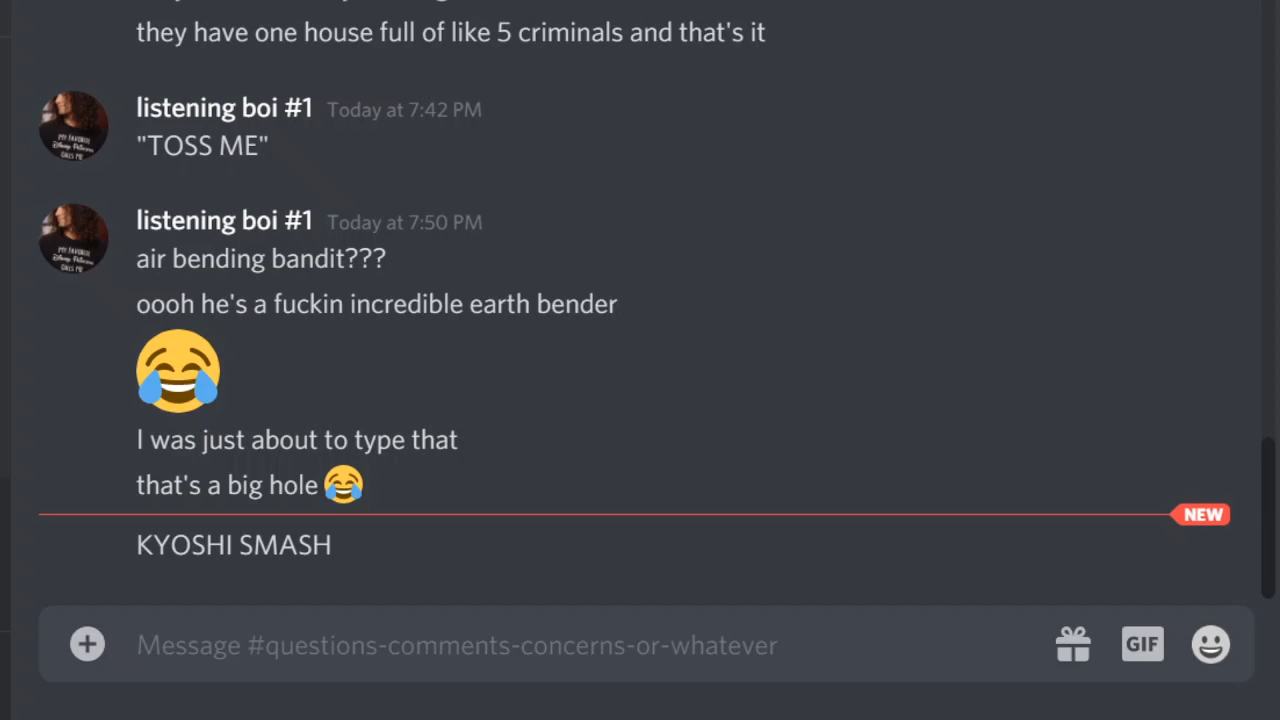 they have one house full of like 5 criminals and that's it
listening boi #1 Today at 7:42 PM
"TOSS ME"
listening boi #1 Today at 7:50 PM
air bending bandit???
oooh he's a fuckin incredible earth bender
I was just about to type that
that's a big hole
NEW
KYOSHI SMASH
Message #questions-comments-concerns-or-whatever
GIF